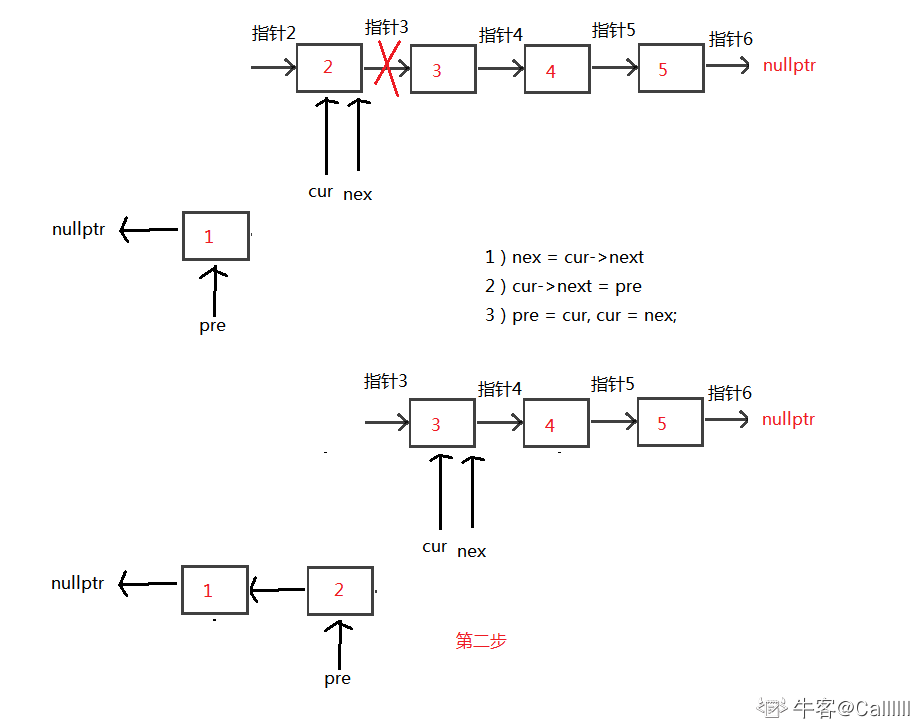 指针2 指针3 指针4 指针5 指针6
2 3 4 5 nullptr
cur nex
nullptr 1
pre
1）nex = cur->next
2）cur->next = pre
3）pre = cur, cur = nex;
指针3 指针4 指针5 指针6
3 4 5 nullptr
cur nex
nullptr 1 2
第二步
pre
牛客@Callllll